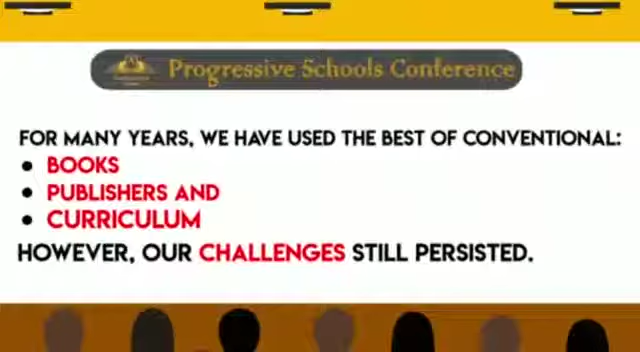 Progressive Schools Conference
FOR MANY YEARS, WE HAVE USED THE BEST OF CONVENTIONAL:
• BOOKS
• PUBLISHERS AND
• CURRICULUM
HOWEVER, OUR CHALLENGES STILL PERSISTED.